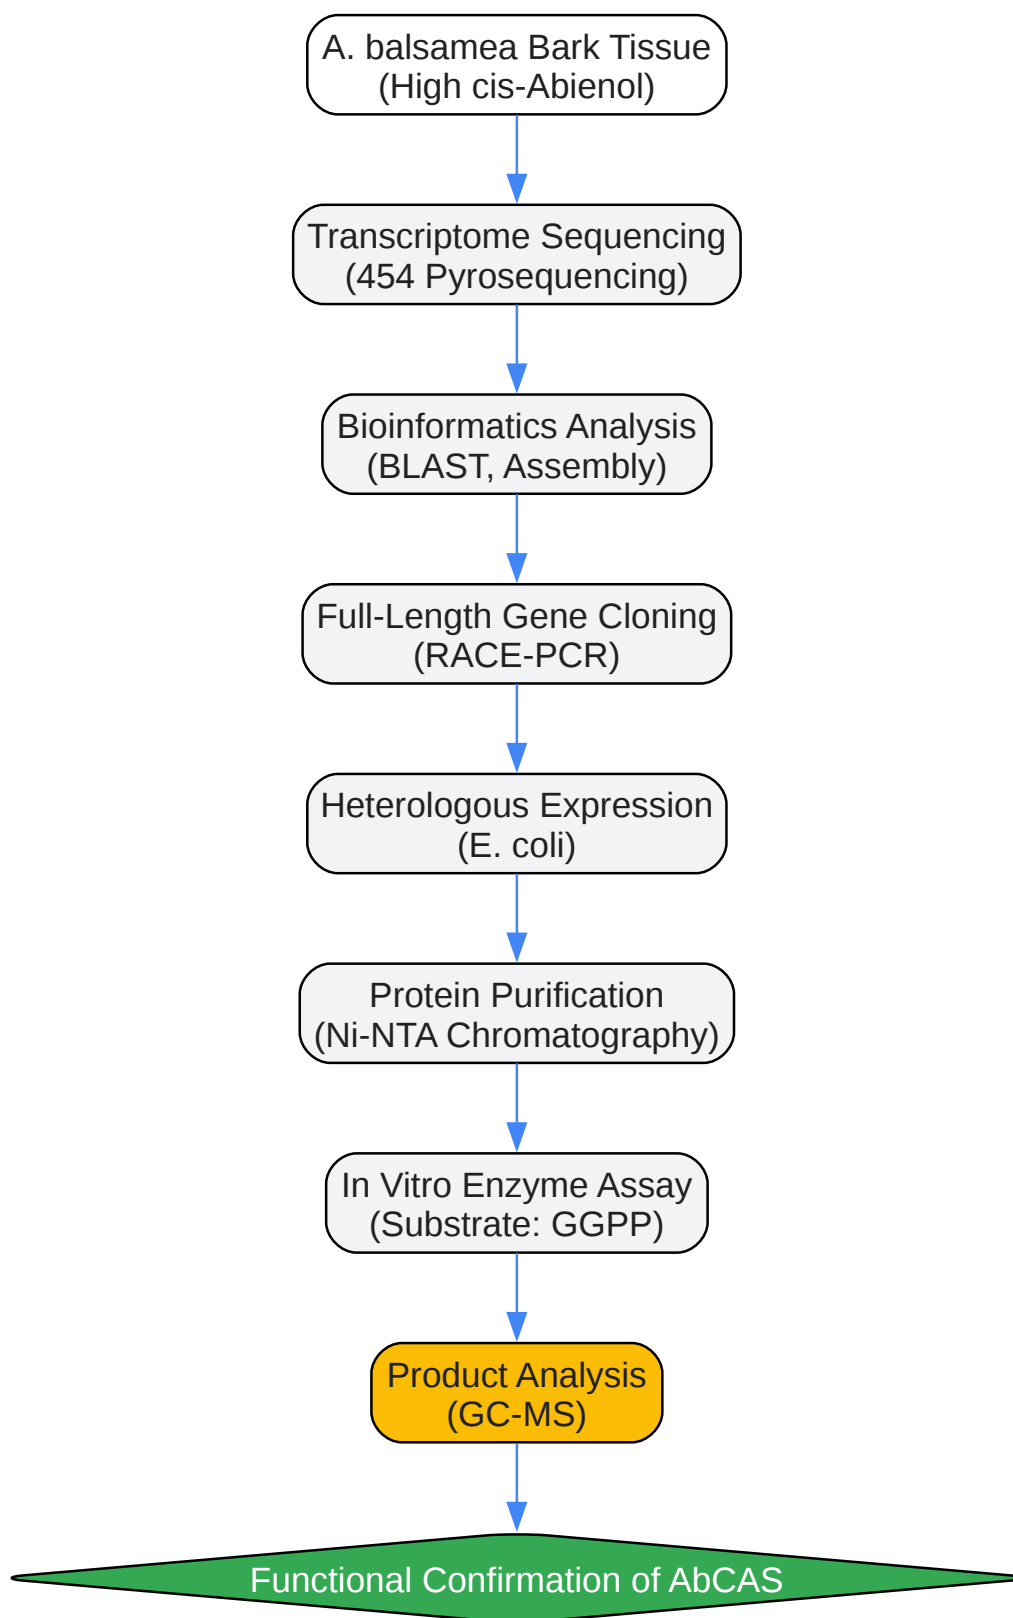 A. balsamea Bark Tissue
(High cis-Abienol)
Transcriptome Sequencing
(454 Pyrosequencing)
Bioinformatics Analysis
(BLAST, Assembly)
Full-Length Gene Cloning
(RACE-PCR)
Heterologous Expression
(E. coli)
Protein Purification
(Ni-NTA Chromatography)
In Vitro Enzyme Assay
(Substrate: GGPP)
Product Analysis
(GC-MS)
Functional Confirmation of AbCAS